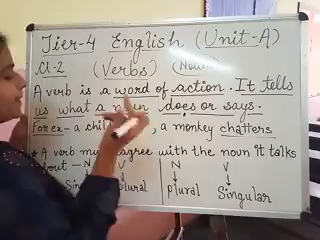 Tier-4 English (Unit-A)
(Verbs)
A verb is a word of action. It tells
us what a does or says.
For ex- a , a monkey chatters
* A verb agree with the noun it talks
about - N V N V
plural plural Singular